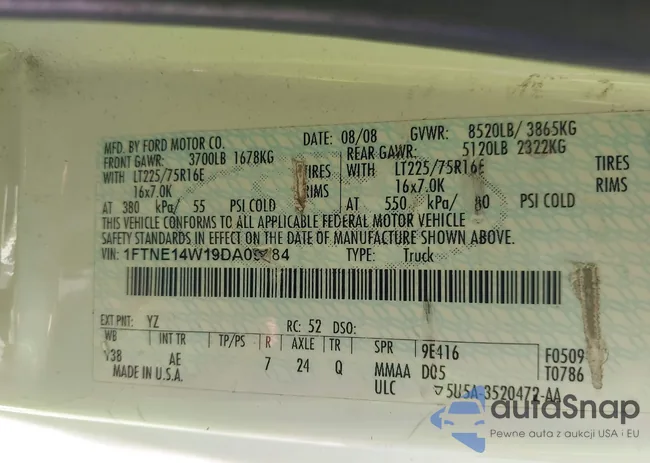 MFD. BY FORD MOTOR CO.
DATE: 08/08 GVWR: 8520LB/ 3865KG
FRONT GAWR: 3700LB 1678KG
REAR GAWR: 5120LB 2322KG
WITH LT225/75R16E TIRES
WITH LT225/75R16E TIRES
16x7.0K RIMS
16x7.0K RIMS
AT 380 kPa/ 55 PSI COLD
AT 550 kPa/ 80 PSI COLD
THIS VEHICLE CONFORMS TO ALL APPLICABLE FEDERAL MOTOR VEHICLE
SAFETY STANDARDS IN EFFECT ON THE DATE OF MANUFACTURE SHOWN ABOVE.
VIN:
TYPE: Truck
EXT PNT: YZ RC: 52 DSO:
WB INT TR TP/PS R AXLE TR SPR 9E416 F0509
AE 7 24 Q MMAA D05 T0786
MADE IN U.S.A. ULC 5U5A-3520472-AA
autoSnap
Pewne auta z aukcji USA i EU